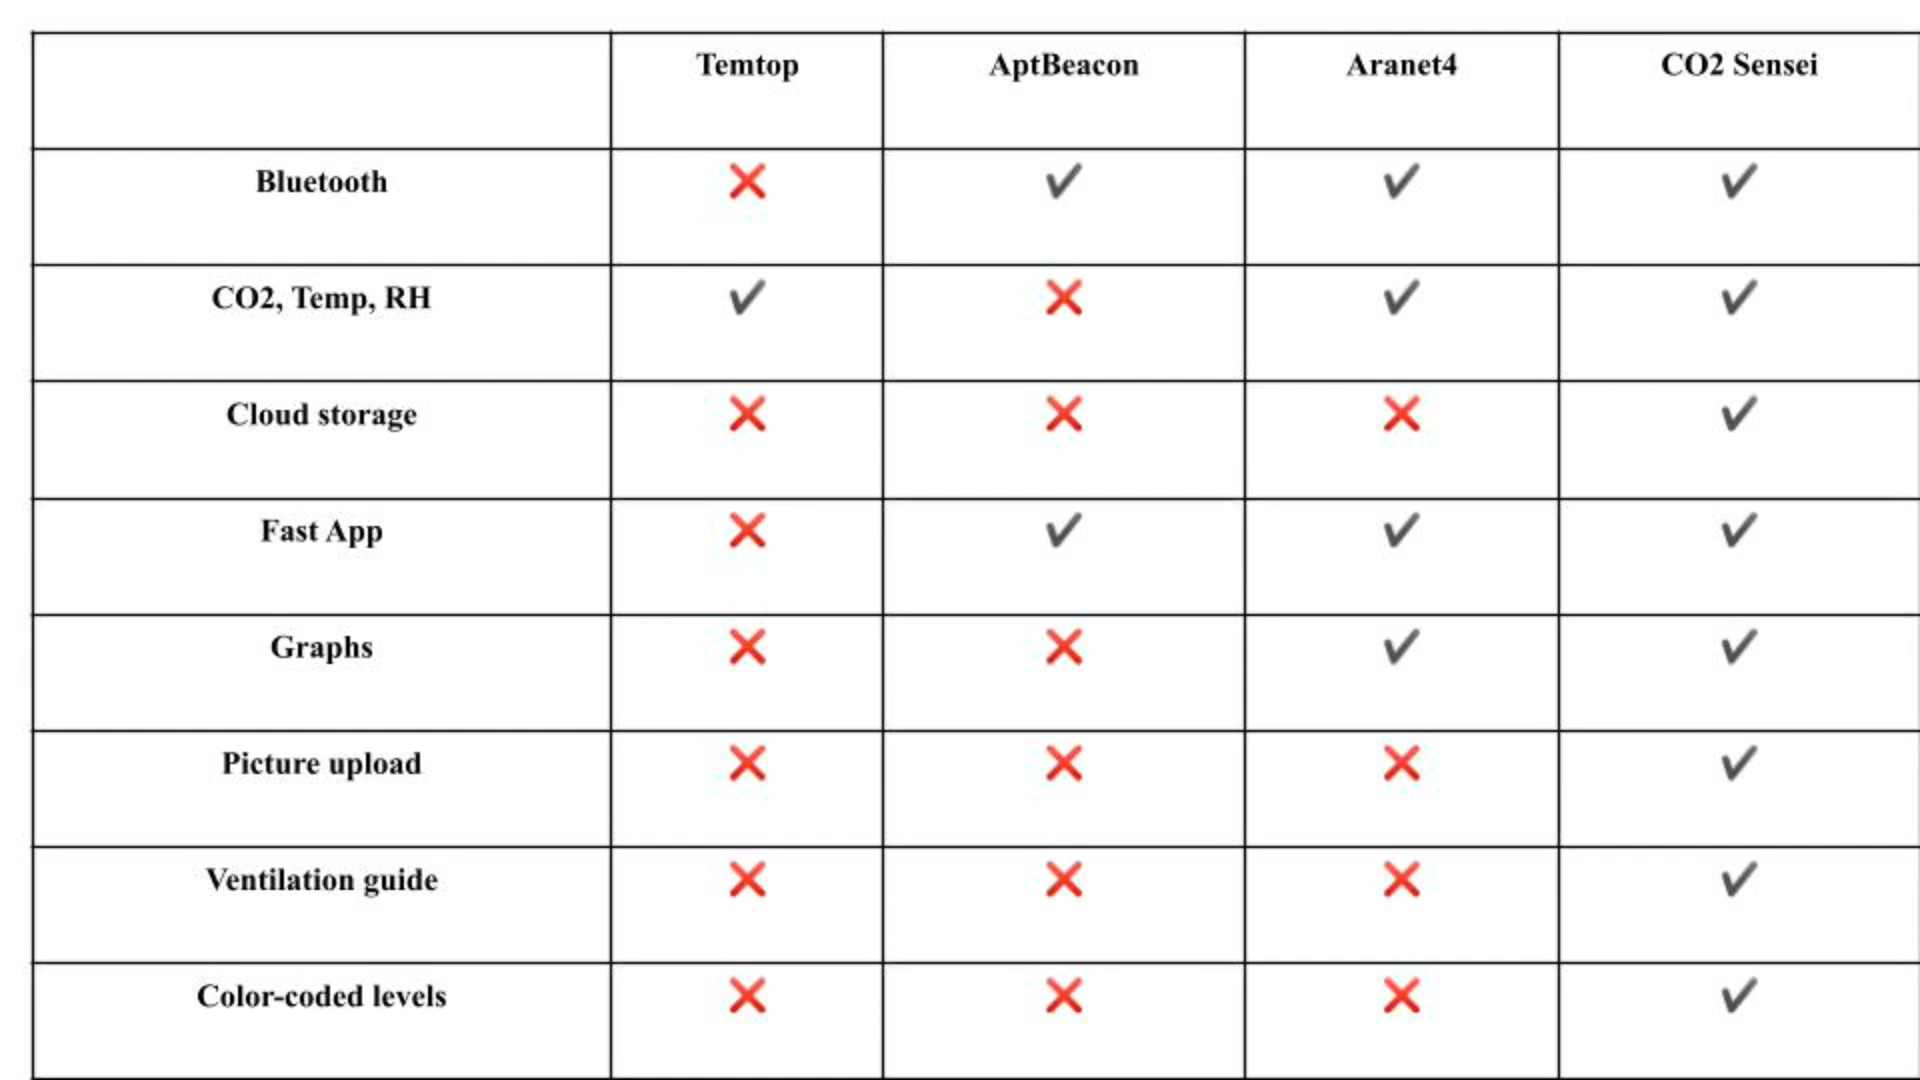 Temtop AptBeacon Aranet4 CO2 Sensei
Bluetooth ❌ ✔ ✔ ✔
CO2, Temp, RH ✔ ❌ ✔ ✔
Cloud storage ❌ ❌ ❌ ✔
Fast App ❌ ✔ ✔ ✔
Graphs ❌ ❌ ✔ ✔
Picture upload ❌ ❌ ❌ ✔
Ventilation guide ❌ ❌ ❌ ✔
Color-coded levels ❌ ❌ ❌ ✔